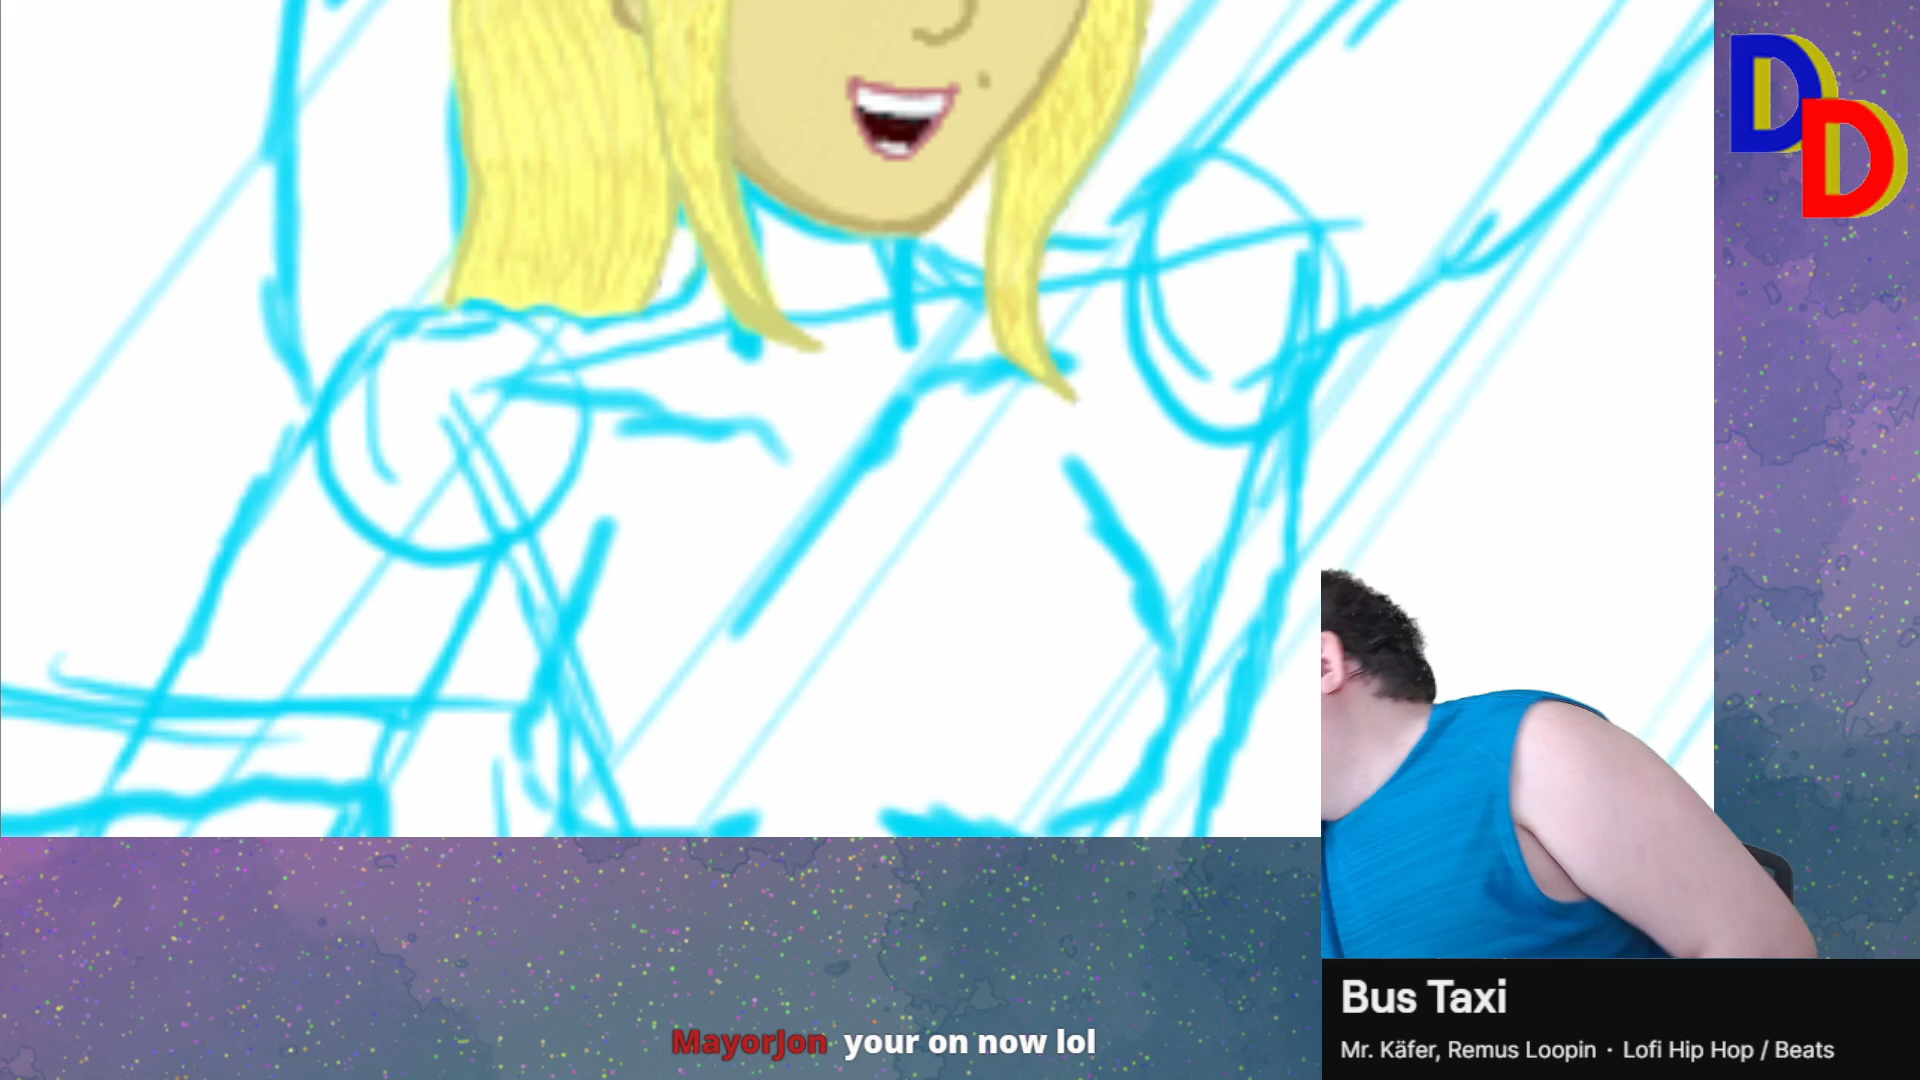 DD
MayorJon your on now lol
Bus Taxi
Mr. Käfer, Remus Loopin · Lofi Hip Hop / Beats